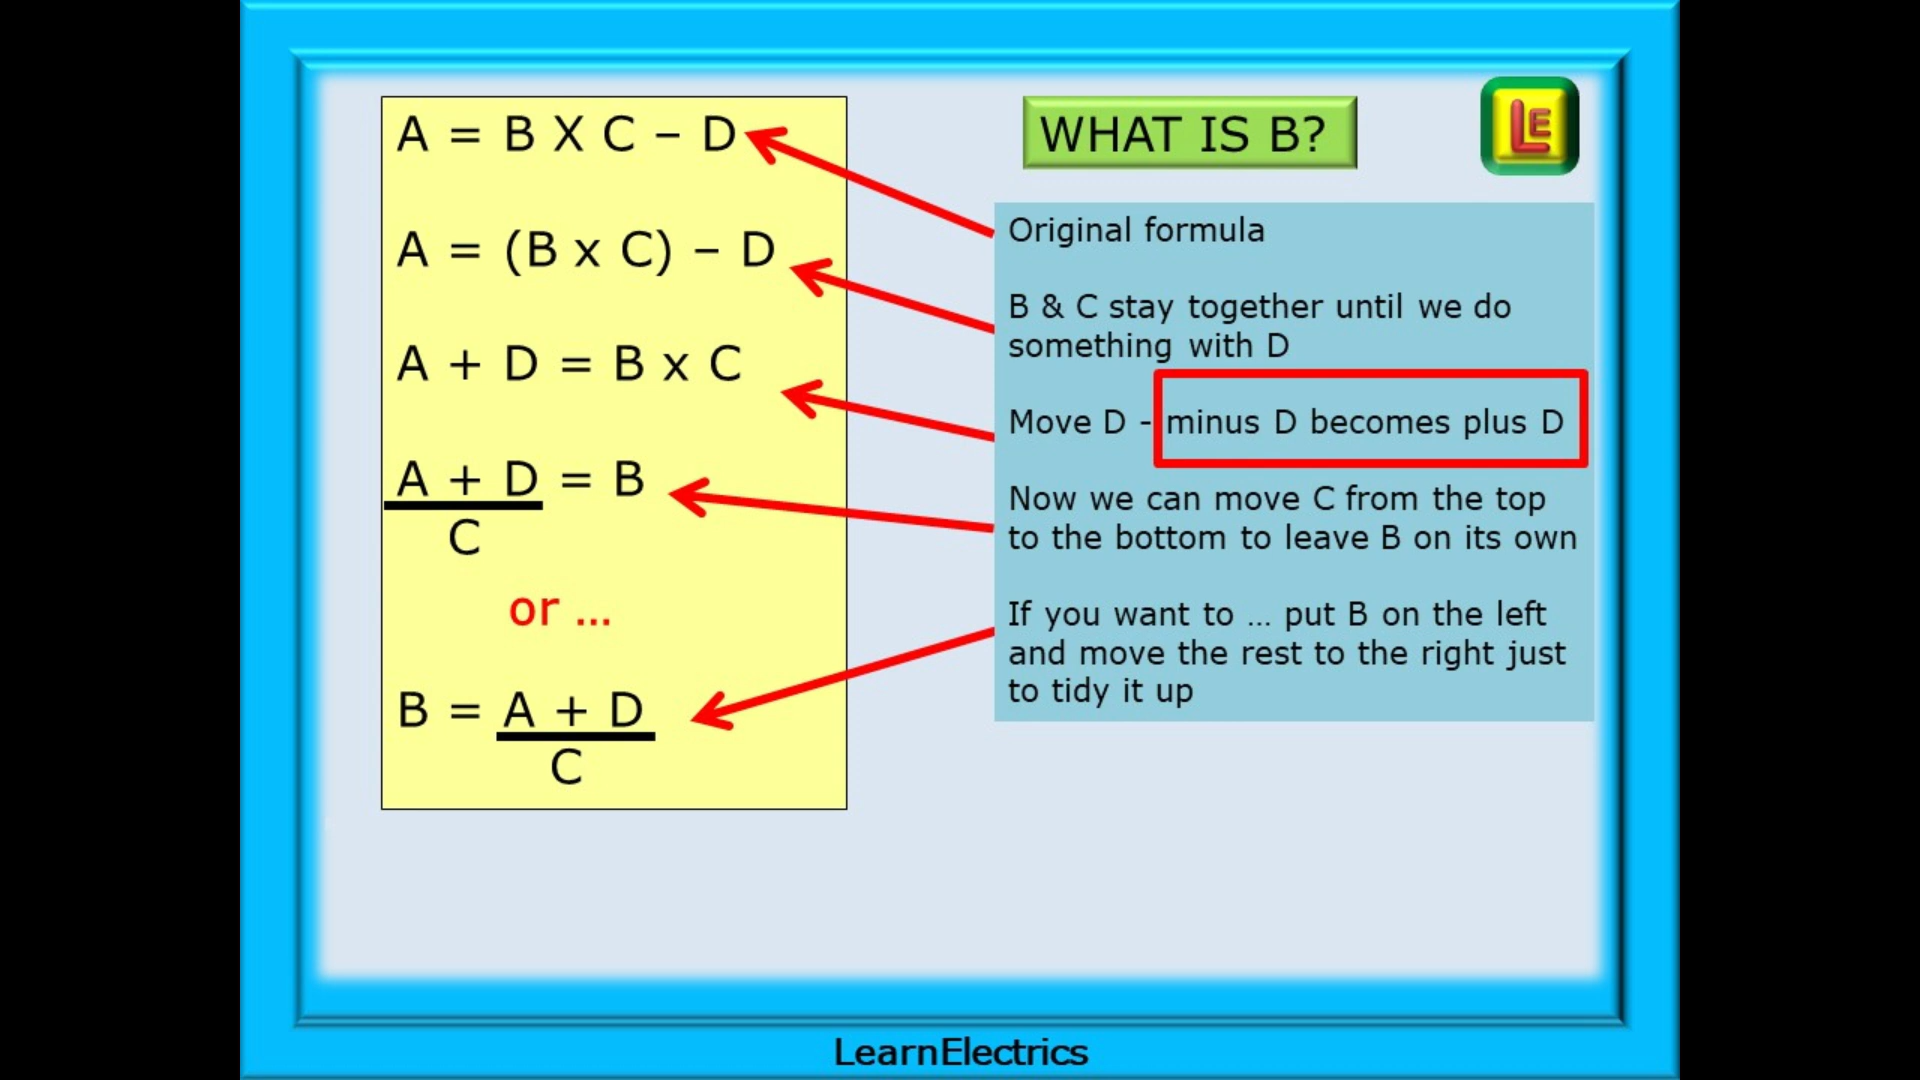 A = B X C – D
A = (B x C) – D
A + D = B x C
A + D = B
C
or ...
B = A + D
C
WHAT IS B?
LE
Original formula
B & C stay together until we do
something with D
Move D - minus D becomes plus D
Now we can move C from the top
to the bottom to leave B on its own
If you want to ... put B on the left
and move the rest to the right just
to tidy it up
LearnElectrics